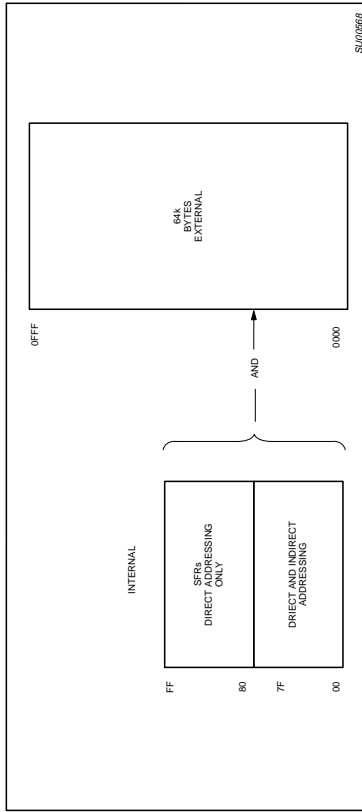 0FFF
64k
BYTES
EXTERNAL
INTERNAL
FF
SFRs
DIRECT ADDRESSING
ONLY
80
AND
7F
DRIECT AND INDIRECT
ADDRESSING
00
0000
SU00568